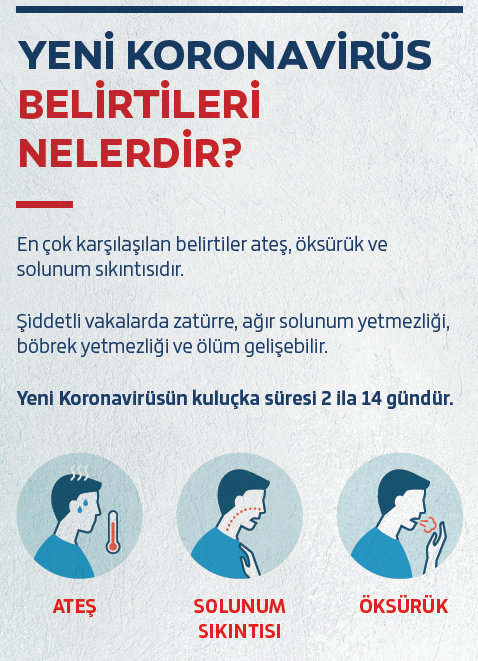 YENİ KORONAVİRÜS
BELİRTİLERİ
NELERDİR?
En çok karşılaşılan belirtiler ateş, öksürük ve
solunum sıkıntısıdır.
Şiddetli vakalarda zatürre, ağır solunum yetmezliği,
böbrek yetmezliği ve ölüm gelişebilir.
Yeni Koronavirüsün kuluçka süresi 2 ila 14 gündür.
ATEŞ
SOLUNUM
SIKINTISI
ÖKSÜRÜK